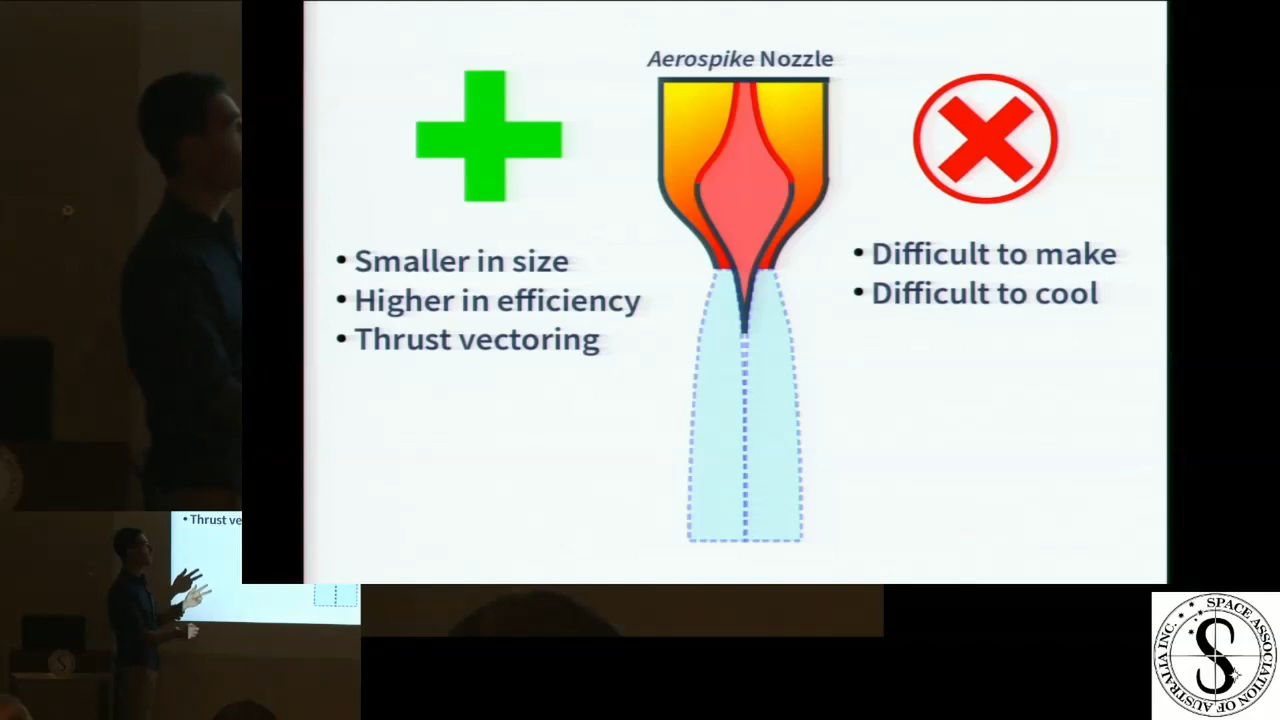 Aerospike Nozzle
• Smaller in size
• Higher in efficiency
• Thrust vectoring
• Difficult to make
• Difficult to cool
• Thrust ve
SPACE ASSOCIATION OF AUSTRALIA INC.
S